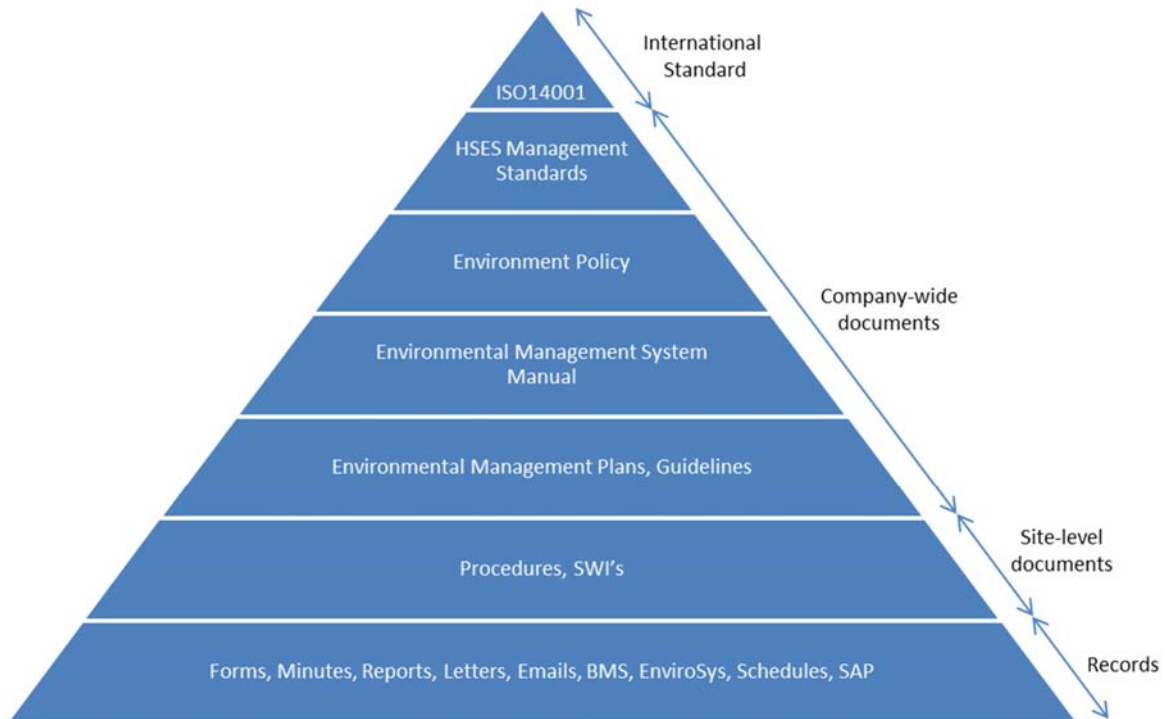 International
Standard
ISO14001
HSES Management
Standards
Environment Policy
Company-wide
documents
Environmental Management System
Manual
Environmental Management Plans, Guidelines
Site-level
documents
Procedures, SWI's
Forms, Minutes, Reports, Letters, Emails, BMS, EnviroSys, Schedules, SAP
Records